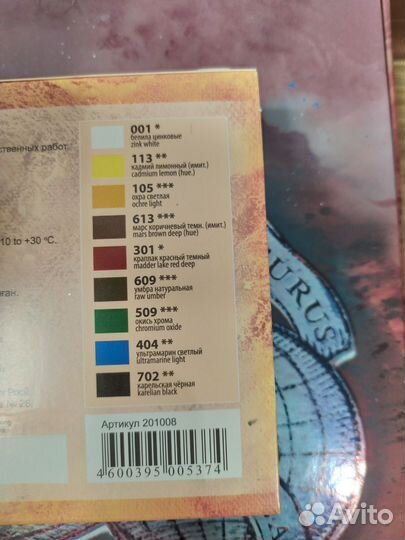 ственных работ
10 to +30 °C.
001 *
белила цинковые
zink white
113 **
кадмий лимонный (имит.)
cadmium lemon (hue.)
105 ***
охра светлая
ochre light
613 ***
марс коричневый темн. (имит.)
mars brown deep (hue)
301 *
краплак красный темный
madder lake red deep
609 ***
умбра натуральная
raw umber
509 ***
окись хрома
chromium oxide
404 **
ультрамарин светлый
ultramarine light
702 **
карельская чёрная
karelian black
Артикул 201008
4 600395 005374
URUS
Avito